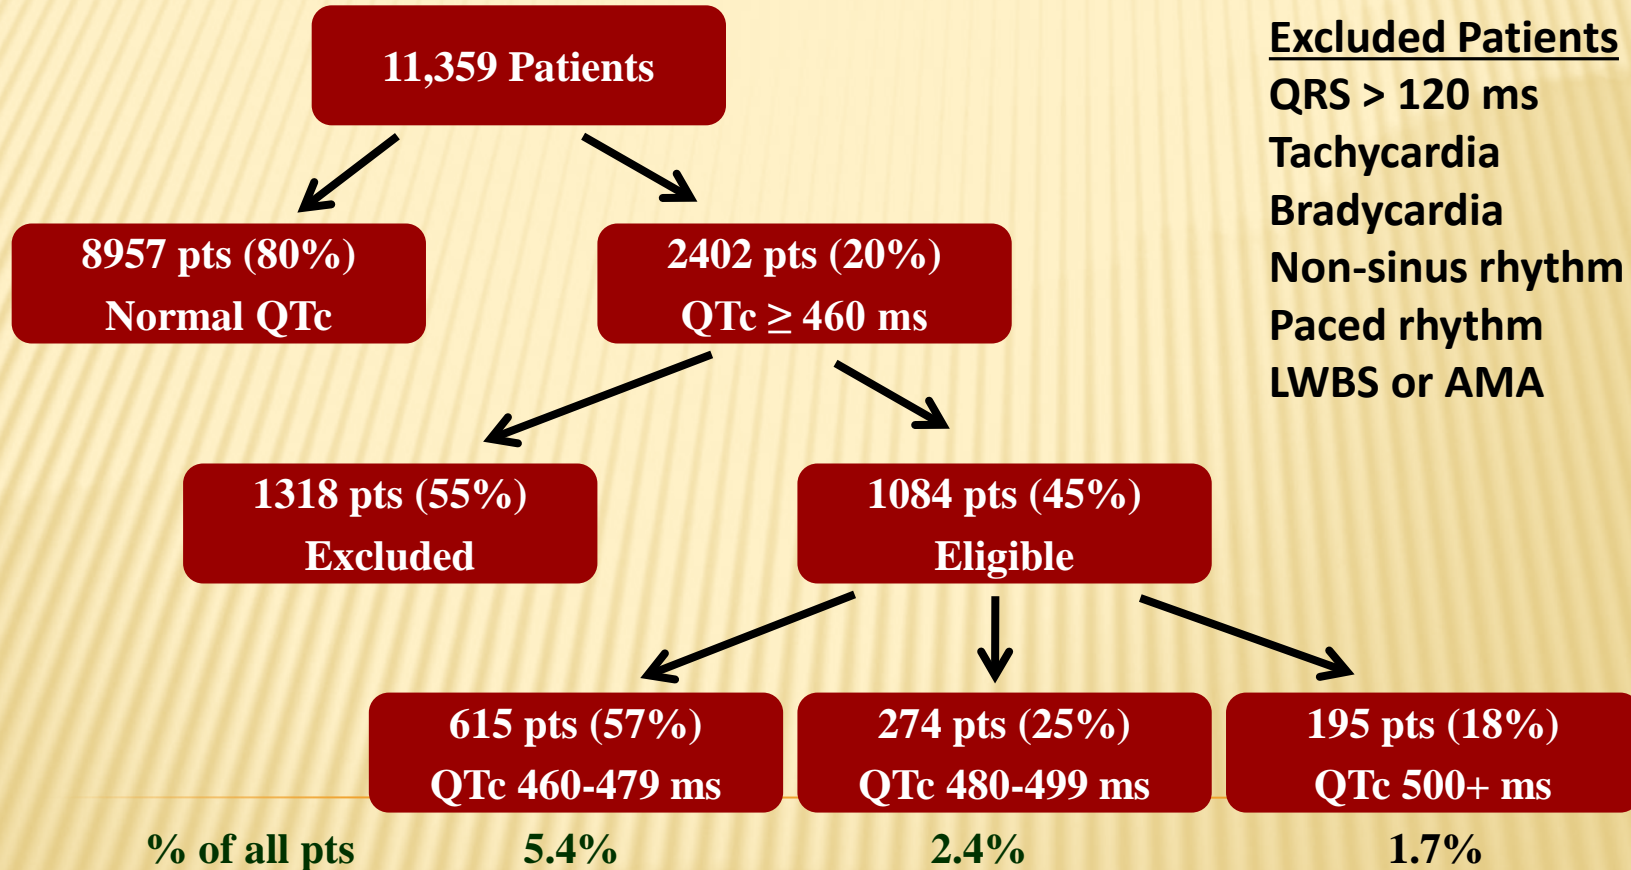 11,359 Patients
8957 pts (80%)
Normal QTc
2402 pts (20%)
QTc ≥ 460 ms
1318 pts (55%)
Excluded
1084 pts (45%)
Eligible
615 pts (57%)
QTc 460-479 ms
274 pts (25%)
QTc 480-499 ms
195 pts (18%)
QTc 500+ ms
% of all pts 5.4% 2.4% 1.7%
Excluded Patients
QRS > 120 ms
Tachycardia
Bradycardia
Non-sinus rhythm
Paced rhythm
LWBS or AMA